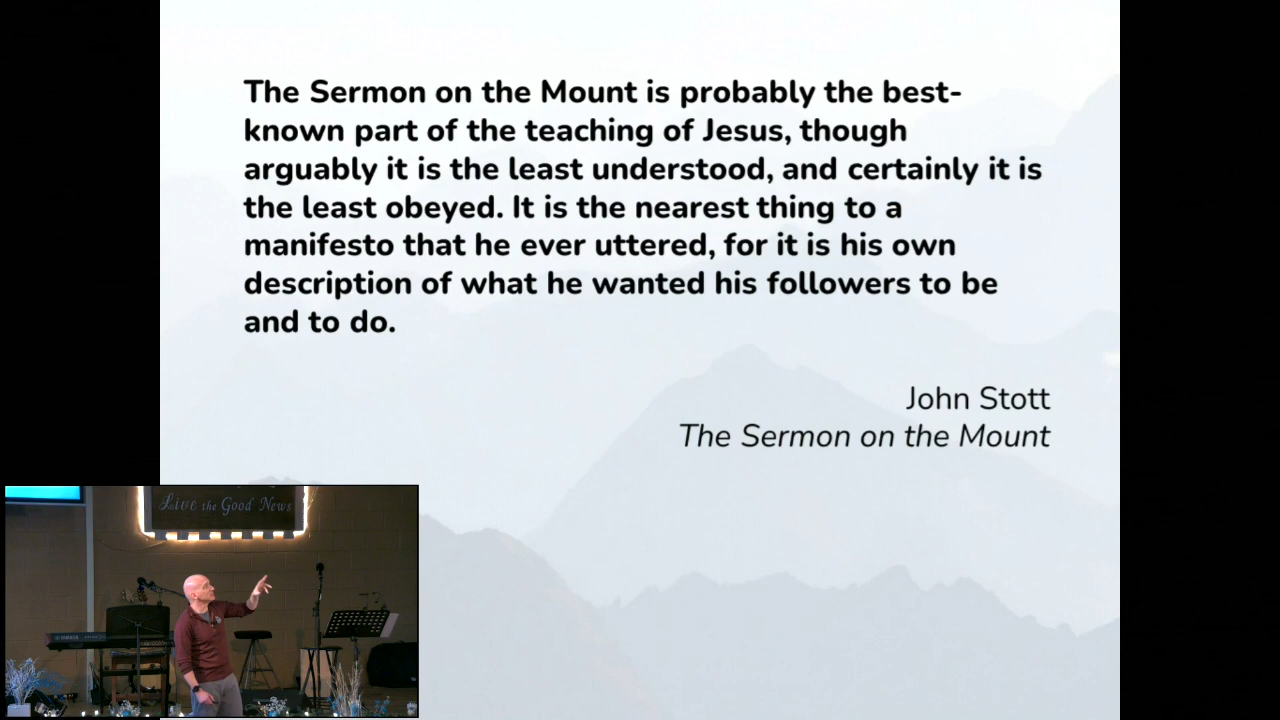 The Sermon on the Mount is probably the best-
known part of the teaching of Jesus, though
arguably it is the least understood, and certainly it is
the least obeyed. It is the nearest thing to a
manifesto that he ever uttered, for it is his own
description of what he wanted his followers to be
and to do.
John Stott
The Sermon on the Mount
Live the Good News
YAMAHA